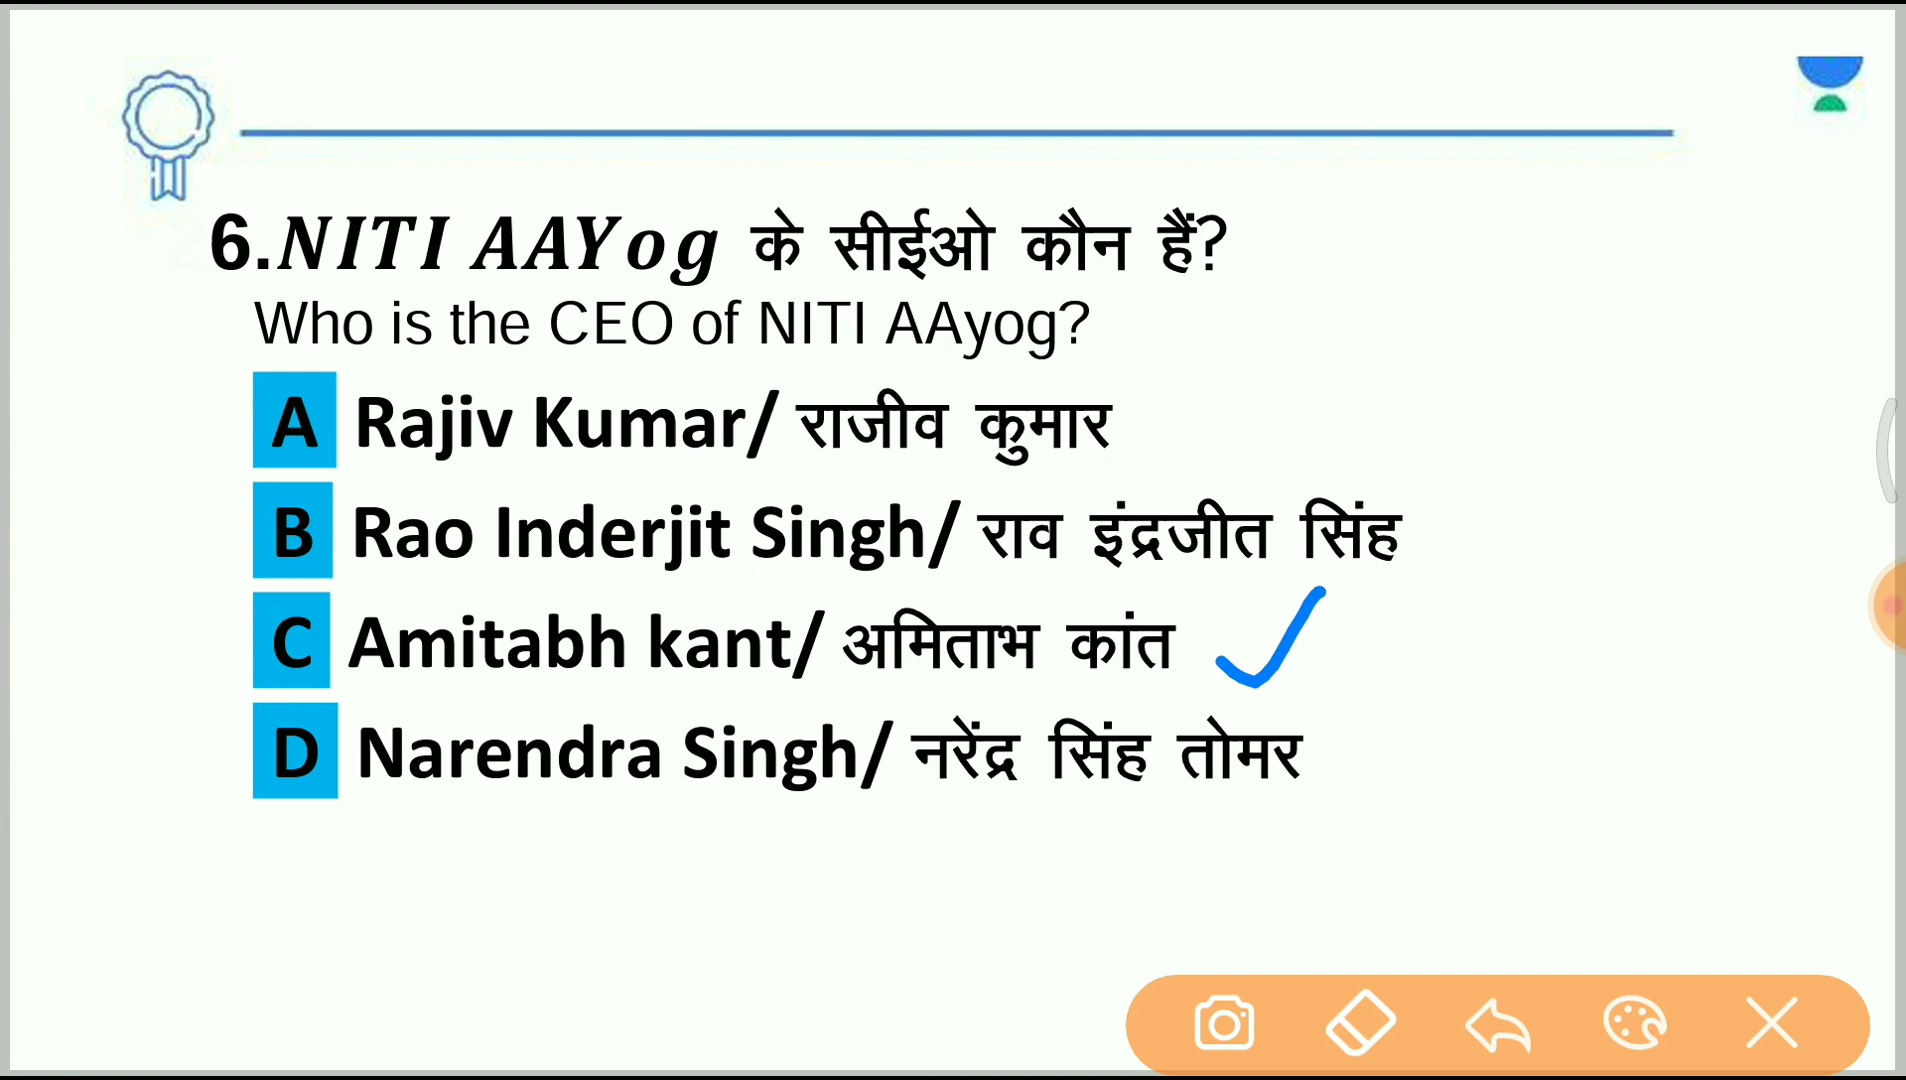 6.NITI AAYog के सीईओ कौन हैं?
Who is the CEO of NITI AAyog?
A Rajiv Kumar/ राजीव कुमार
B Rao Inderjit Singh/ राव इंद्रजीत सिंह
C Amitabh kant/ अमिताभ कांत
D Narendra Singh/ नरेंद्र सिंह तोमर